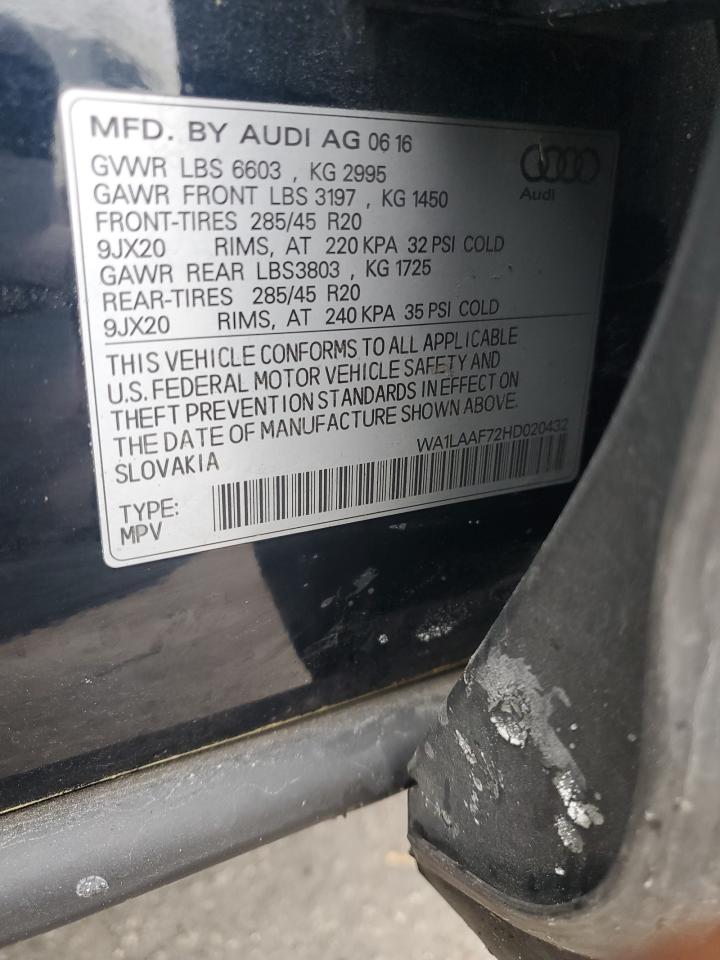 MFD. BY AUDI AG 06 16
GVWR LBS 6603 , KG 2995
GAWR FRONT LBS 3197 , KG 1450
FRONT-TIRES 285/45 R20
9JX20 RIMS, AT 220 KPA 32 PSI COLD
GAWR REAR LBS3803 , KG 1725
REAR-TIRES 285/45 R20
9JX20 RIMS, AT 240 KPA 35 PSI COLD
Audi
THIS VEHICLE CONFORMS TO ALL APPLICABLE
U.S. FEDERAL MOTOR VEHICLE SAFETY AND
THEFT PREVENTION STANDARDS IN EFFECT ON
THE DATE OF MANUFACTURE SHOWN ABOVE.
SLOVAKIA
WA1LAAF72HD020432
TYPE:
MPV